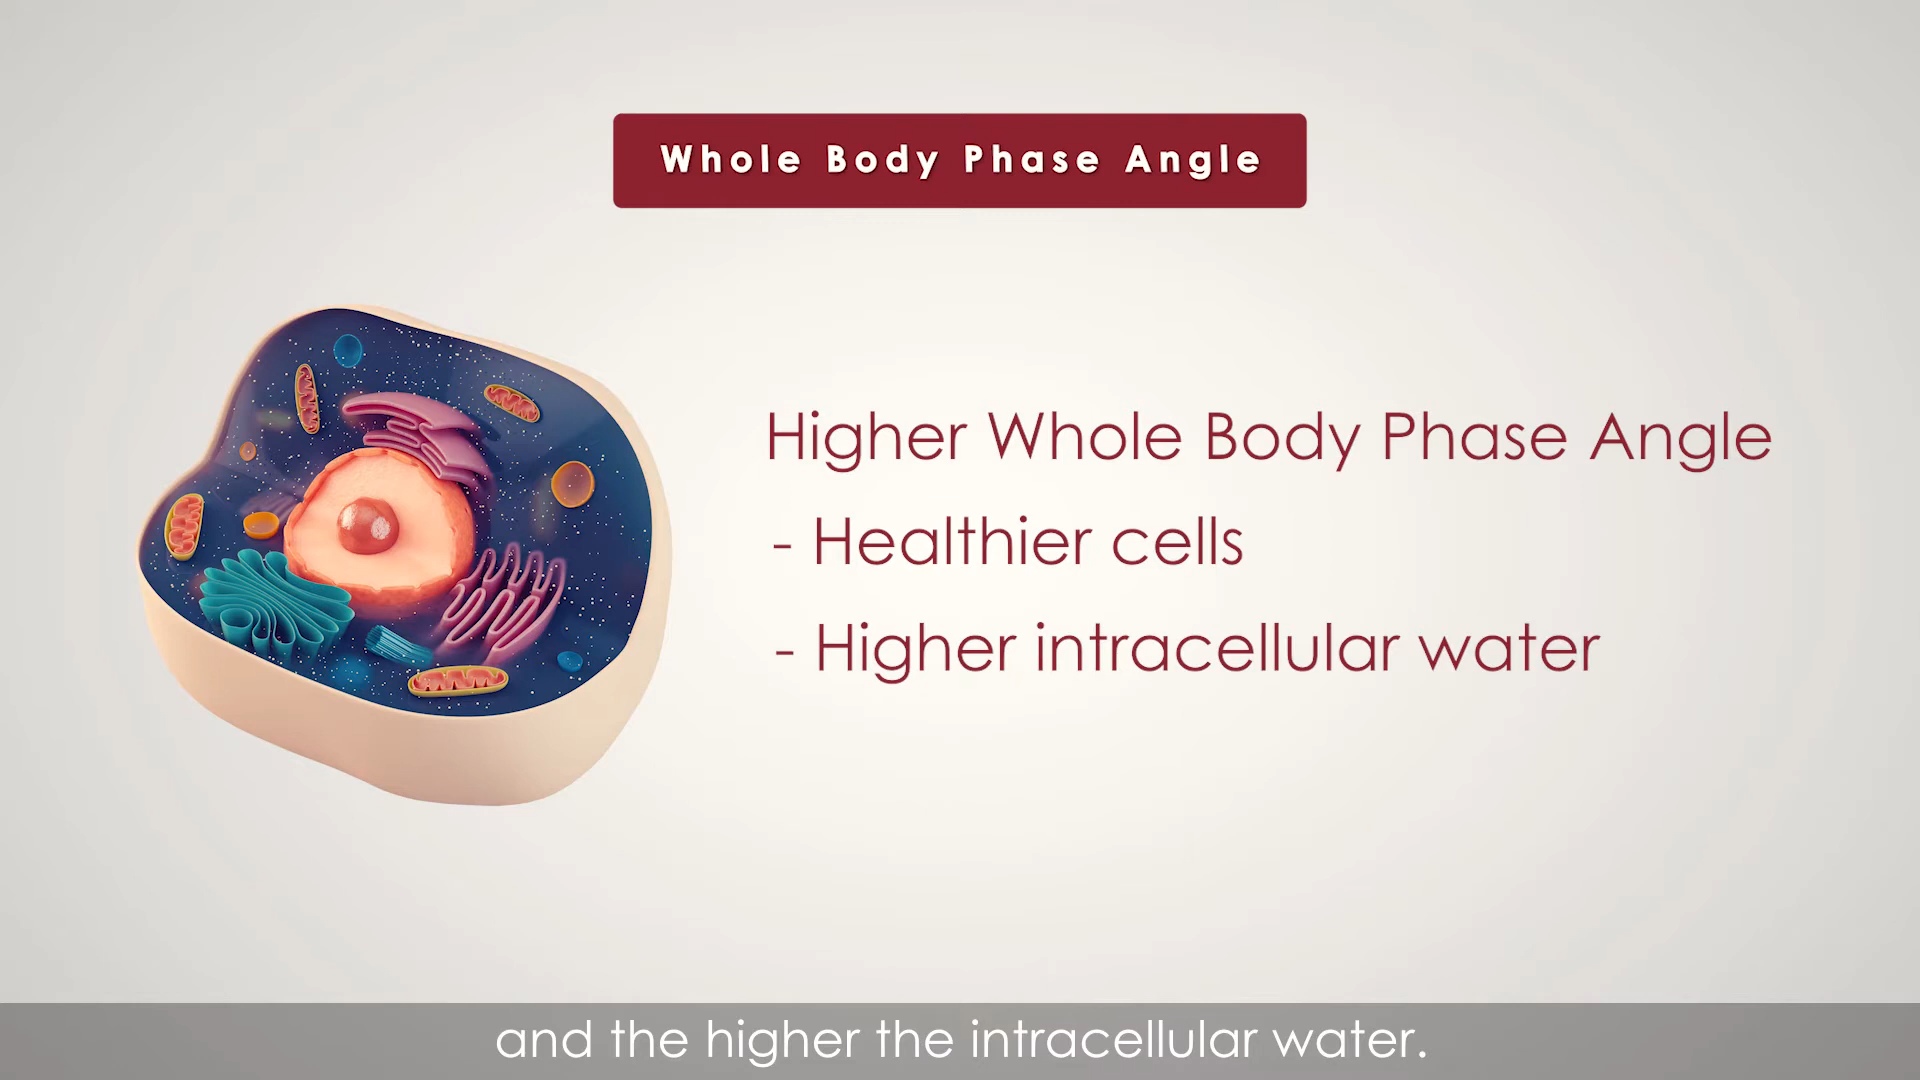 Whole Body Phase Angle
Higher Whole Body Phase Angle
- Healthier cells
- Higher intracellular water
and the higher the intracellular water.